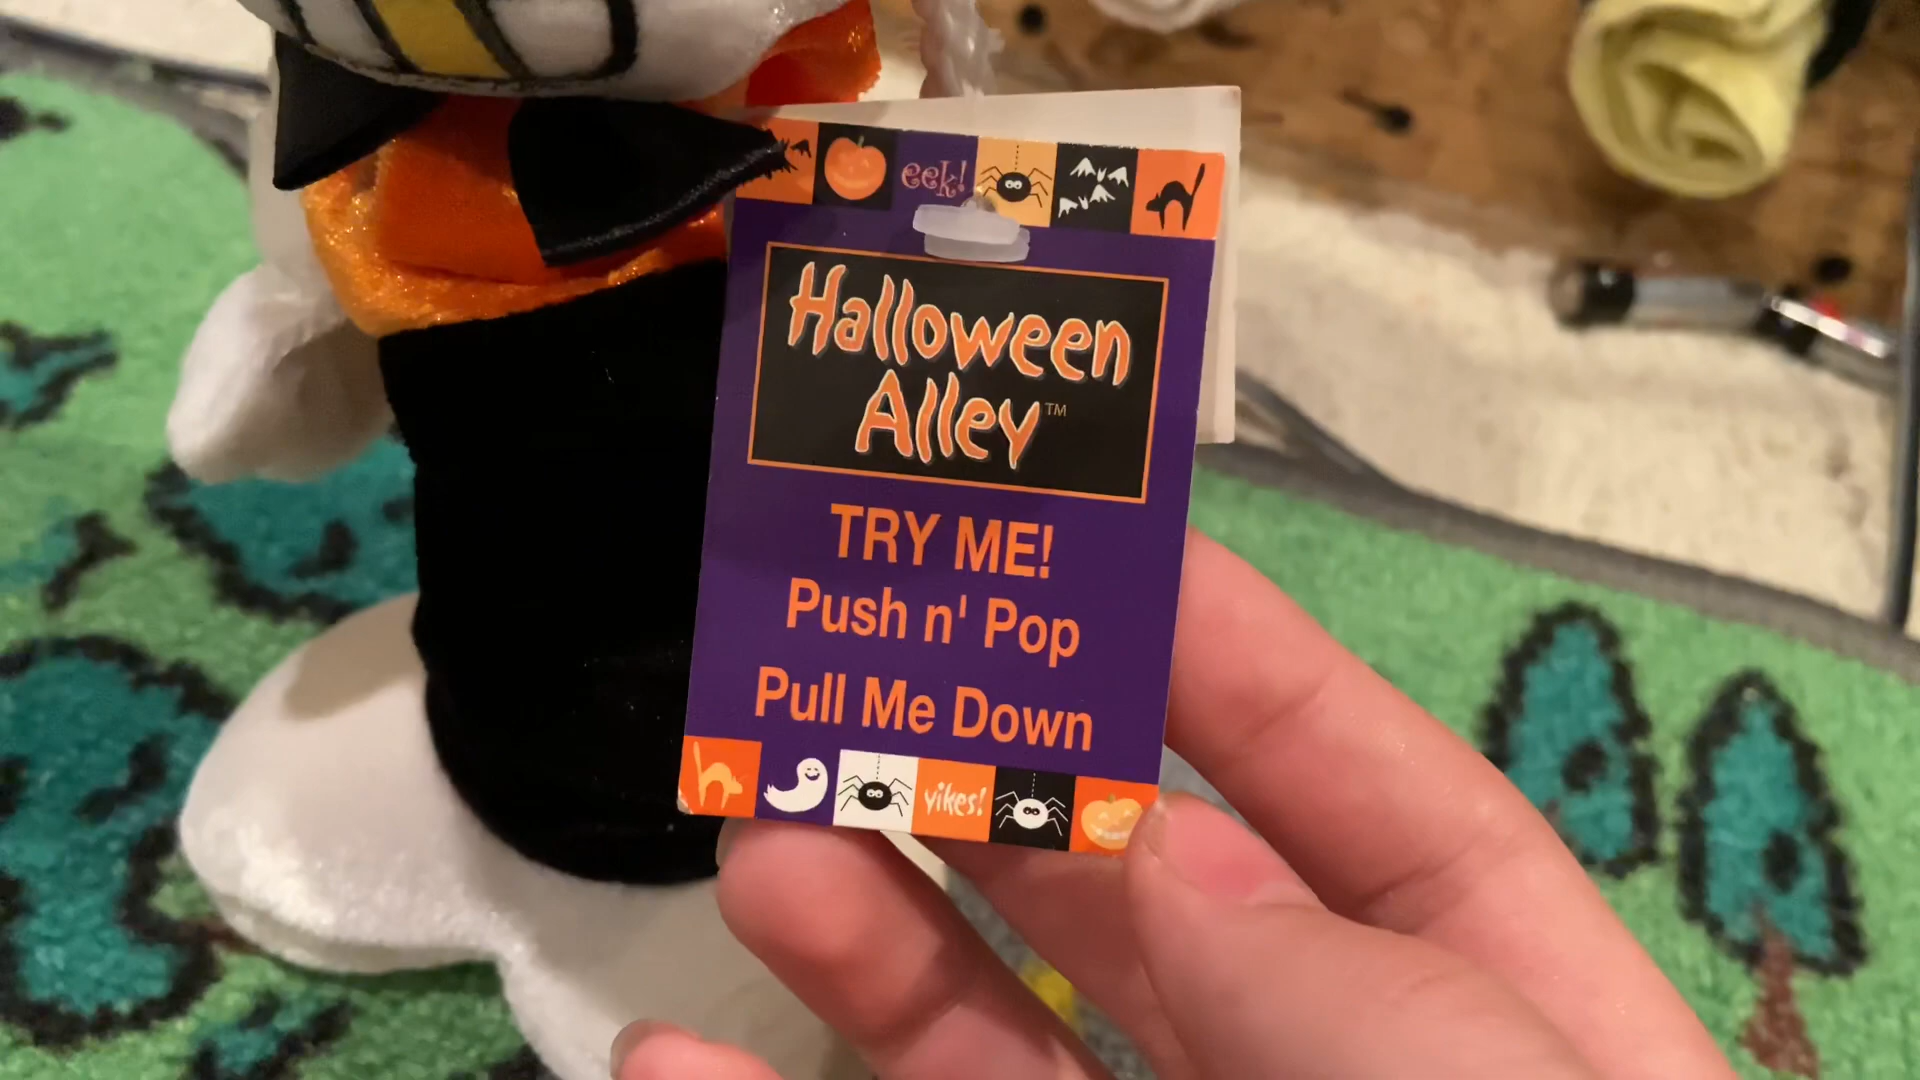 eek!
Halloween
Alley™
TRY ME!
Push n' Pop
Pull Me Down
yikes!